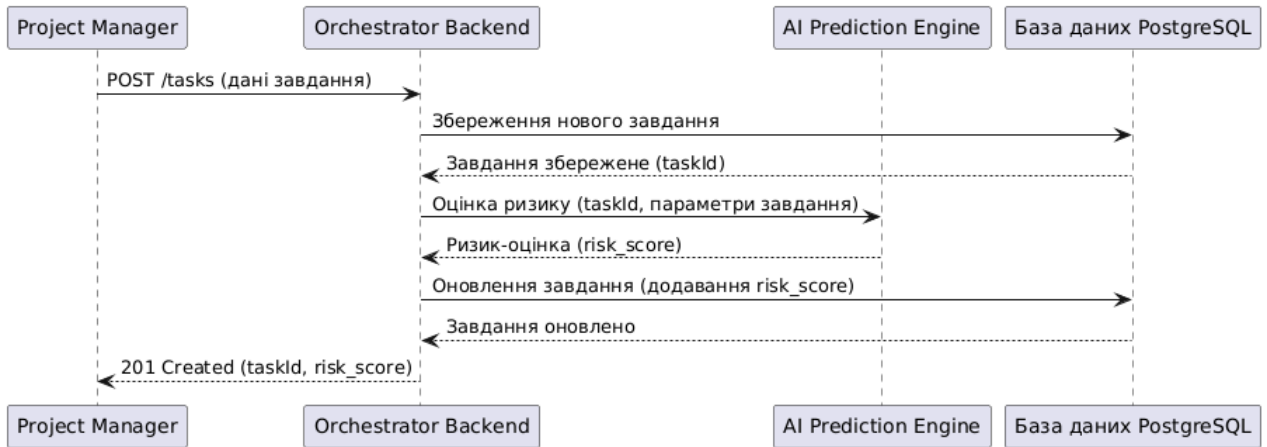 Project Manager
Orchestrator Backend
AI Prediction Engine
База даних PostgreSQL
POST /tasks (дані завдання)
Збереження нового завдання
Завдання збережене (taskId)
Оцінка ризику (taskId, параметри завдання)
Ризик-оцінка (risk_score)
Оновлення завдання (додавання risk_score)
Завдання оновлено
201 Created (taskId, risk_score)
Project Manager
Orchestrator Backend
AI Prediction Engine
База даних PostgreSQL